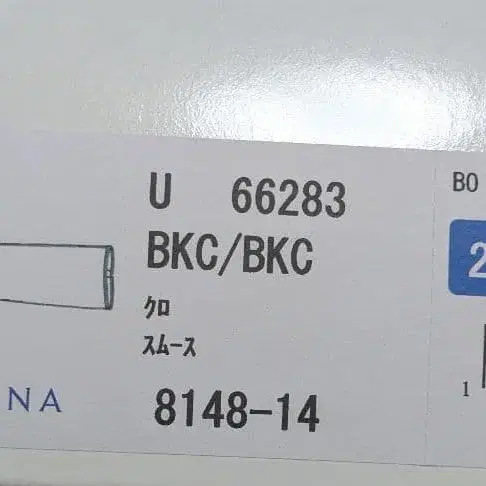 U 66283
BKC/BKC
ｸﾛ
ｽﾑｰｽ
8148-14
NA
BO
2
1